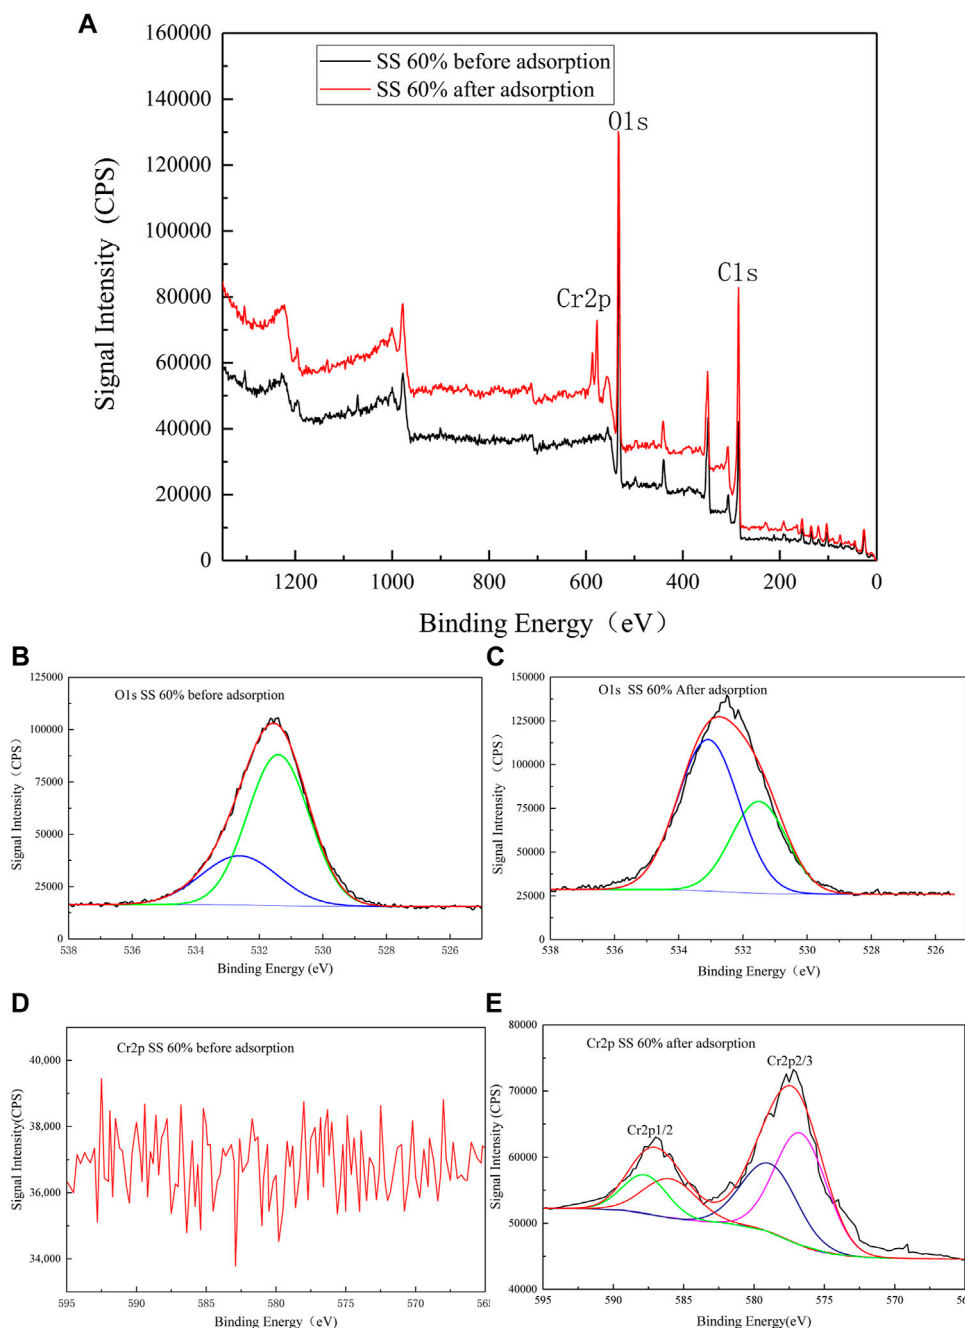 A
160000
140000
120000
100000
80000
60000
40000
20000
0
Signal Intensity (CPS)
SS 60% before adsorption
SS 60% after adsorption
O1s
Cr2p
C1s
1200 1000 800 600 400 200 0
Binding Energy（eV）
B
125000
100000
75000
50000
25000
0
Signal Intensity（CPS）
O1s SS 60% before adsorption
538 536 534 532 530 528 526
Binding Energy (eV)
C
150000
125000
100000
75000
50000
25000
0
Signal Intrensity（CPS）
O1s SS 60% After adsorption
538 536 534 532 530 528 526
Binding Energy（eV）
D
40,000
38,000
37,000
36,000
34,000
Signal Intensity(CPS)
Cr2p SS 60% before adsorption
595 590 585 580 575 570 56
Binding Energy（eV）
E
80000
70000
60000
50000
40000
Signal Intensity (CPS)
Cr2p SS 60% after adsorption
Cr2p1/2
Cr2p2/3
595 590 585 580 575 570 56
Binding Energy(eV)